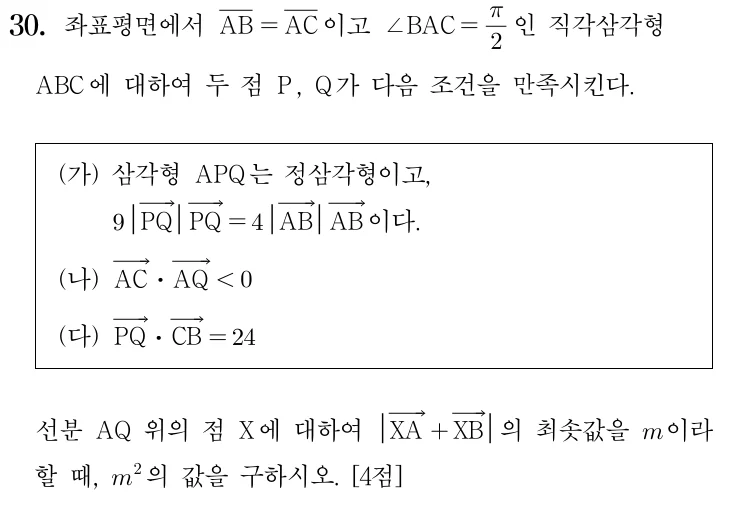 30. 좌표평면에서 $\overline{AB} = \overline{AC}$이고 $\angle BAC = \frac{\pi}{2}$인 직각삼각형
ABC에 대하여 두 점 P, Q가 다음 조건을 만족시킨다.
(가) 삼각형 APQ는 정삼각형이고,
$9|\overrightarrow{PQ}|\overrightarrow{PQ} = 4|\overrightarrow{AB}|\overrightarrow{AB}$이다.
(나) $\overrightarrow{AC} \cdot \overrightarrow{AQ} < 0$
(다) $\overrightarrow{PQ} \cdot \overrightarrow{CB} = 24$
선분 AQ 위의 점 X에 대하여 $|\overrightarrow{XA} + \overrightarrow{XB}|$의 최솟값을 $m$이라
할 때, $m^2$의 값을 구하시오. [4점]